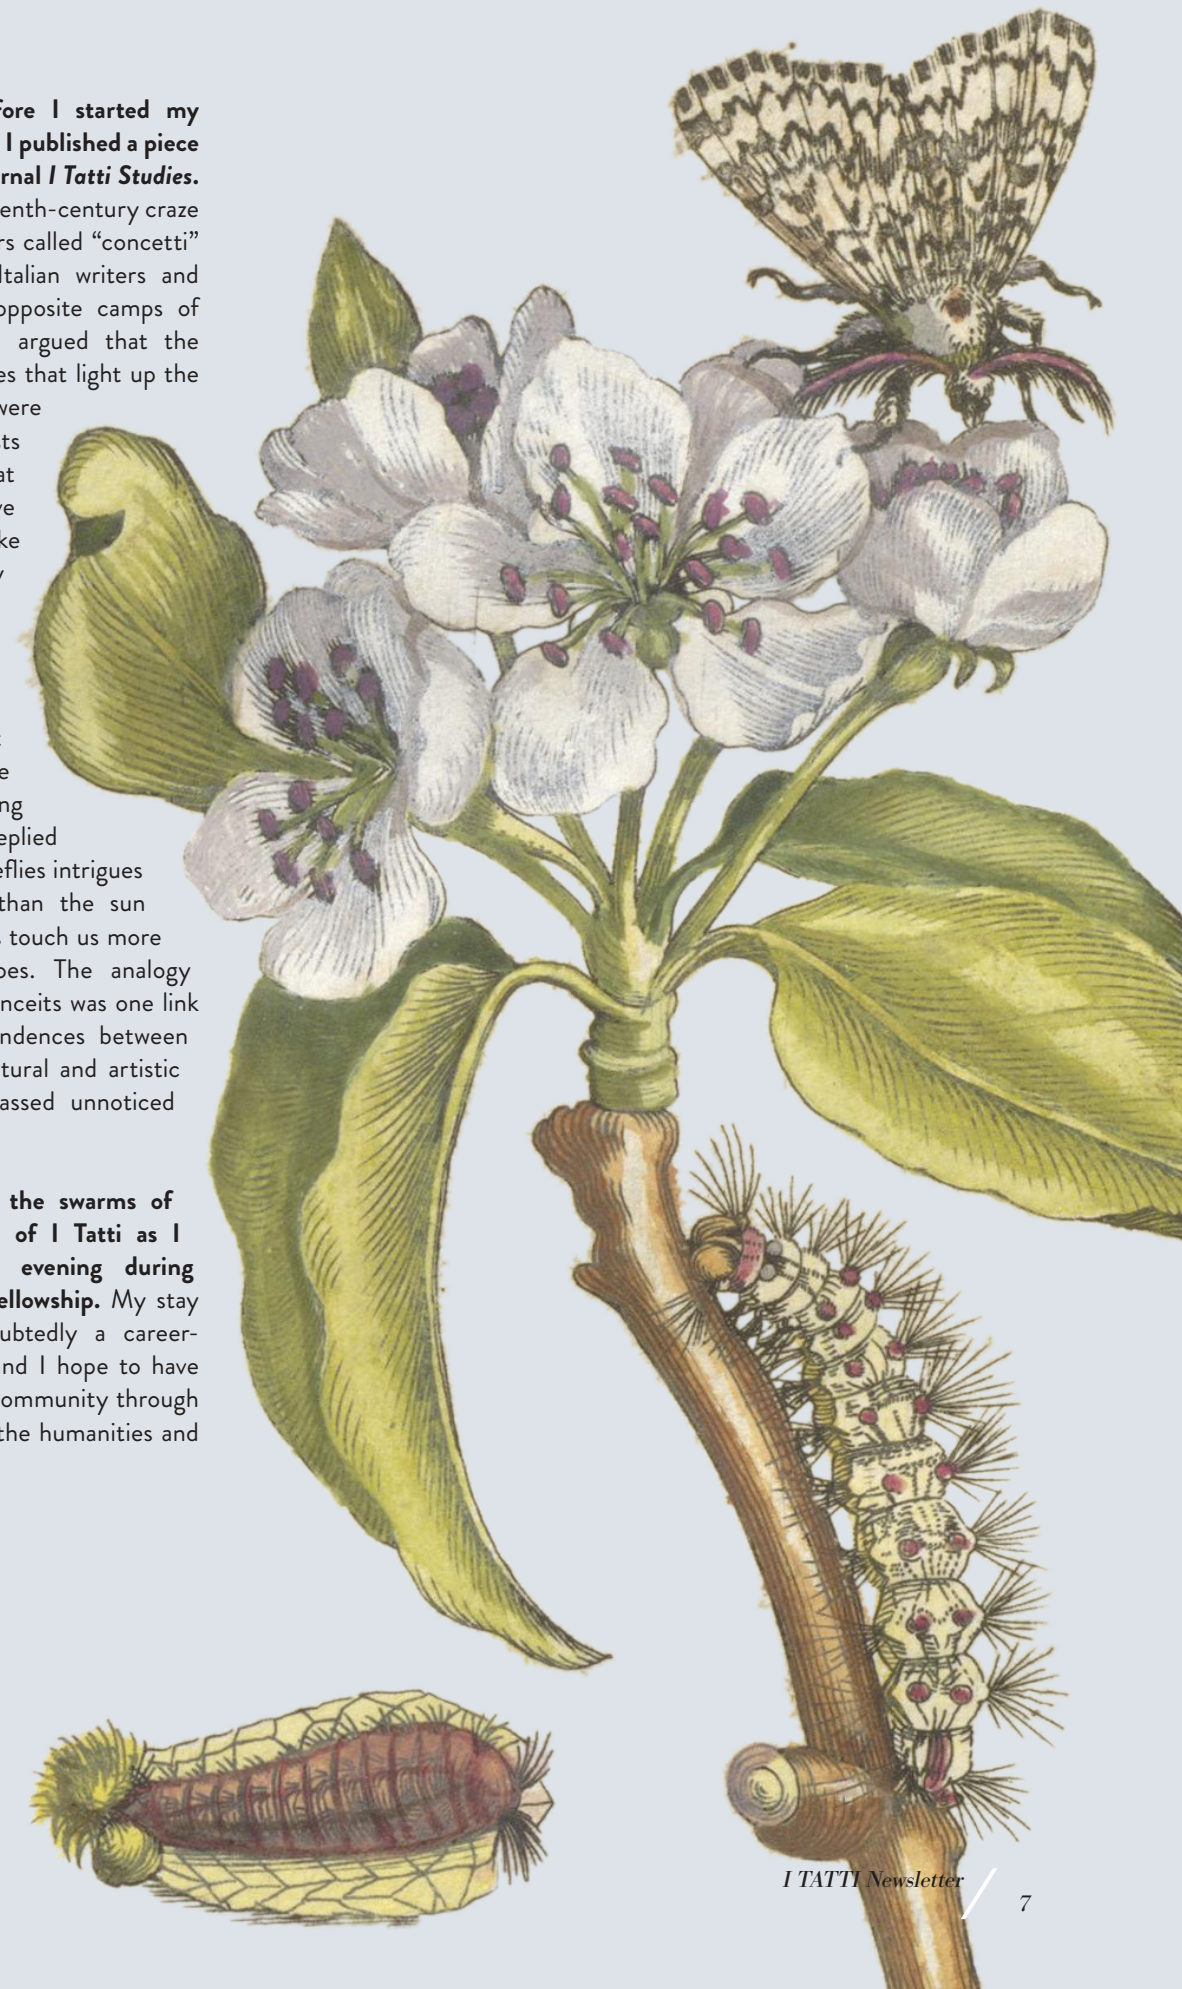 fore I started my
I published a piece
rnal I Tatti Studies.
enth-century craze
rs called “concetti”
Italian writers and
opposite camps of
argued that the
es that light up the
were
ts
at
ve
ke
y
t
e
ng
eplied
eflies intrigues
than the sun
s touch us more
pes. The analogy
nceits was one link
ndences between
tural and artistic
assed unnoticed
the swarms of
of I Tatti as I
evening during
ellowship. My stay
ubtedly a career-
nd I hope to have
ommunity through
the humanities and
I TATTI Newsletter
7